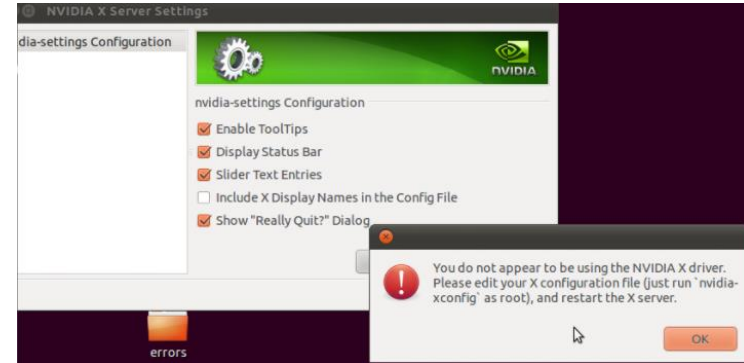 NVIDIA X Server Settings
dia-settings Configuration
NVIDIA
nvidia-settings Configuration
Enable ToolTips
Display Status Bar
Slider Text Entries
Include X Display Names in the Config File
Show "Really Quit?" Dialog
You do not appear to be using the NVIDIA X driver.
Please edit your X configuration file (just run `nvidia-
xconfig` as root), and restart the X server.
OK
errors